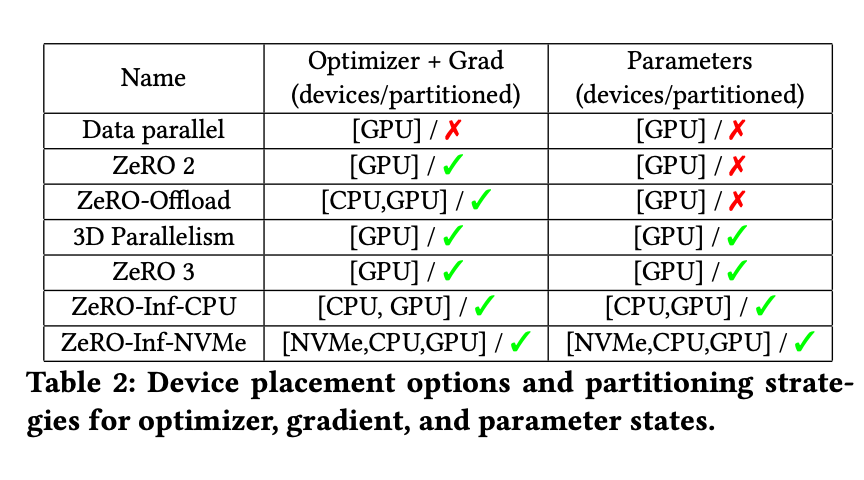 Name Optimizer + Grad (devices/partitioned) Parameters (devices/partitioned)
Data parallel [GPU] / ✗ [GPU] / ✗
ZeRO 2 [GPU] / ✓ [GPU] / ✗
ZeRO-Offload [CPU,GPU] / ✓ [GPU] / ✗
3D Parallelism [GPU] / ✓ [GPU] / ✓
ZeRO 3 [GPU] / ✓ [GPU] / ✓
ZeRO-Inf-CPU [CPU, GPU] / ✓ [CPU,GPU] / ✓
ZeRO-Inf-NVMe [NVMe,CPU,GPU] / ✓ [NVMe,CPU,GPU] / ✓
Table 2: Device placement options and partitioning strate-
gies for optimizer, gradient, and parameter states.